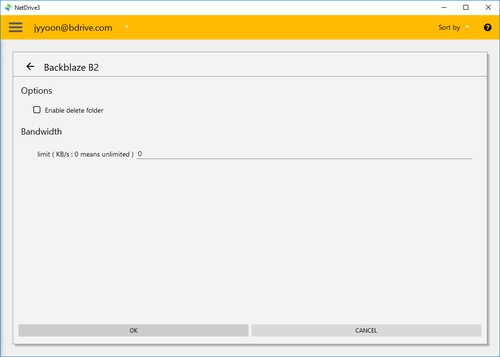 NetDrive3
jyyoon@bdrive.com
Sort by
Backblaze B2
Options
Enable delete folder
Bandwidth
limit ( KB/s : 0 means unlimited ) 0
OK CANCEL